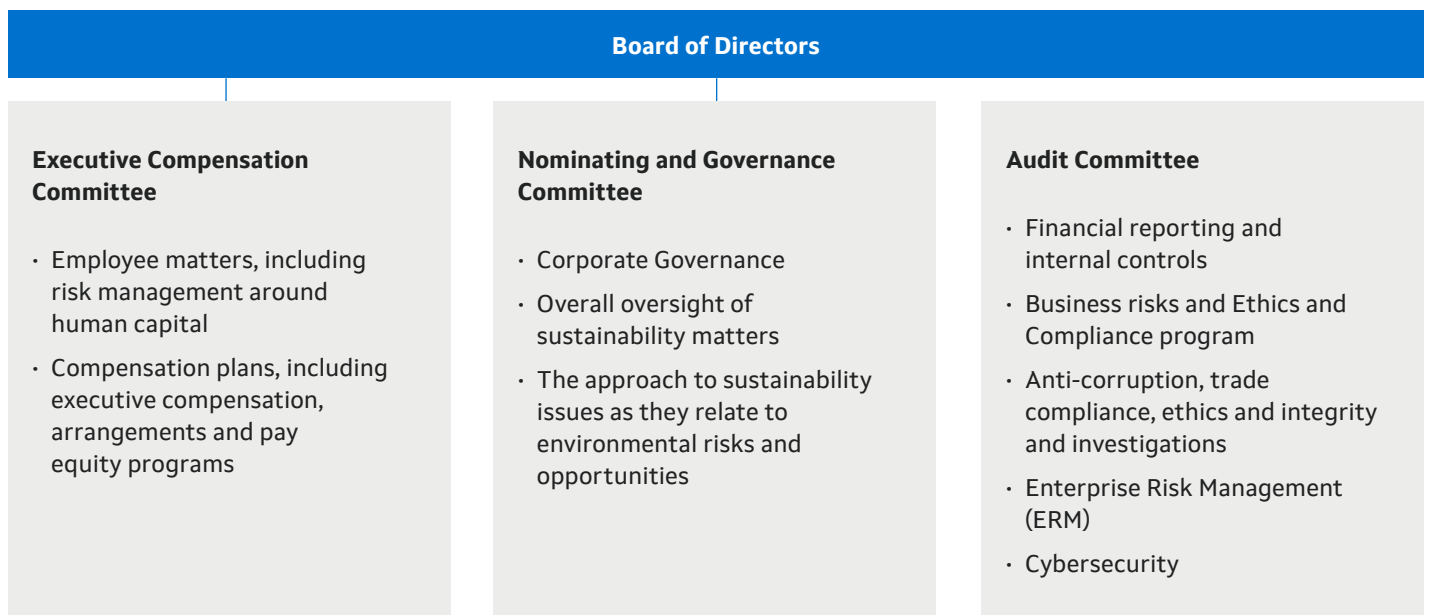 Board of Directors
Executive Compensation
Committee
· Employee matters, including
risk management around
human capital
· Compensation plans, including
executive compensation,
arrangements and pay
equity programs
Nominating and Governance
Committee
· Corporate Governance
· Overall oversight of
sustainability matters
· The approach to sustainability
issues as they relate to
environmental risks and
opportunities
Audit Committee
· Financial reporting and
internal controls
· Business risks and Ethics and
Compliance program
· Anti-corruption, trade
compliance, ethics and integrity
and investigations
· Enterprise Risk Management
(ERM)
· Cybersecurity